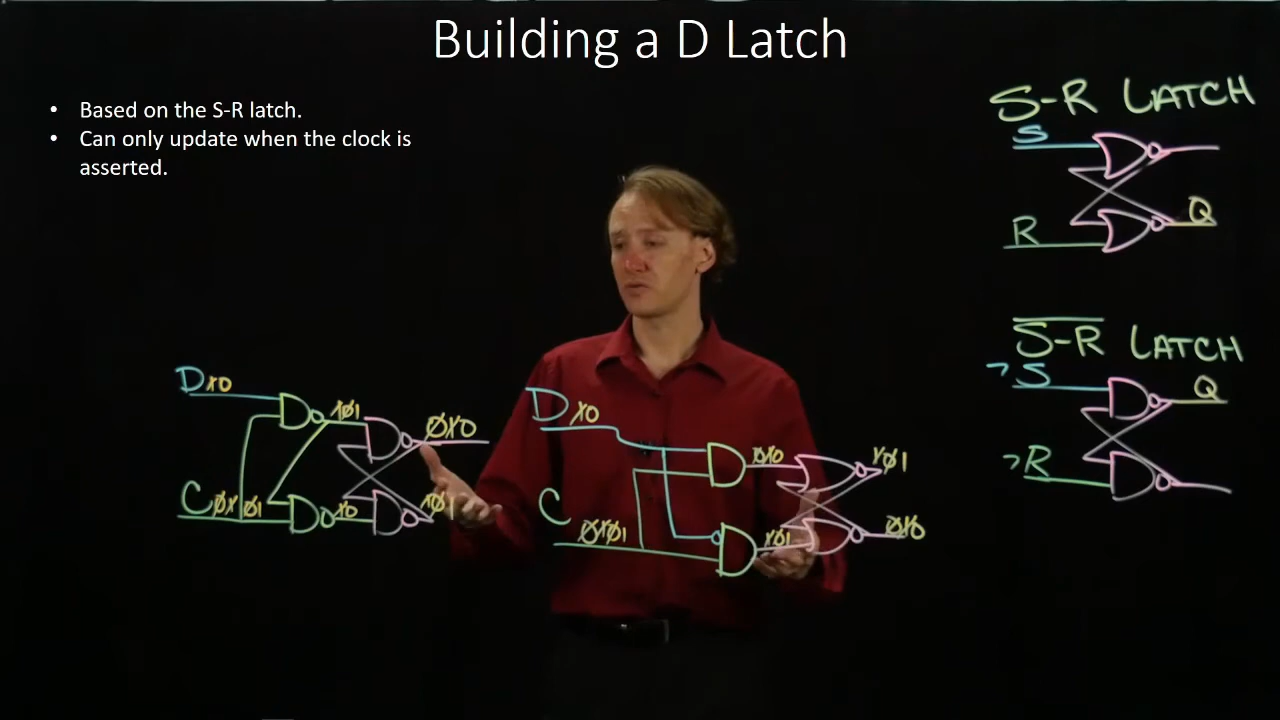 Building a D Latch
• Based on the S-R latch.
• Can only update when the clock is
asserted.
S-R LATCH
S
R
Q
S-R LATCH
¬S
Q
¬R
D
C
D
C